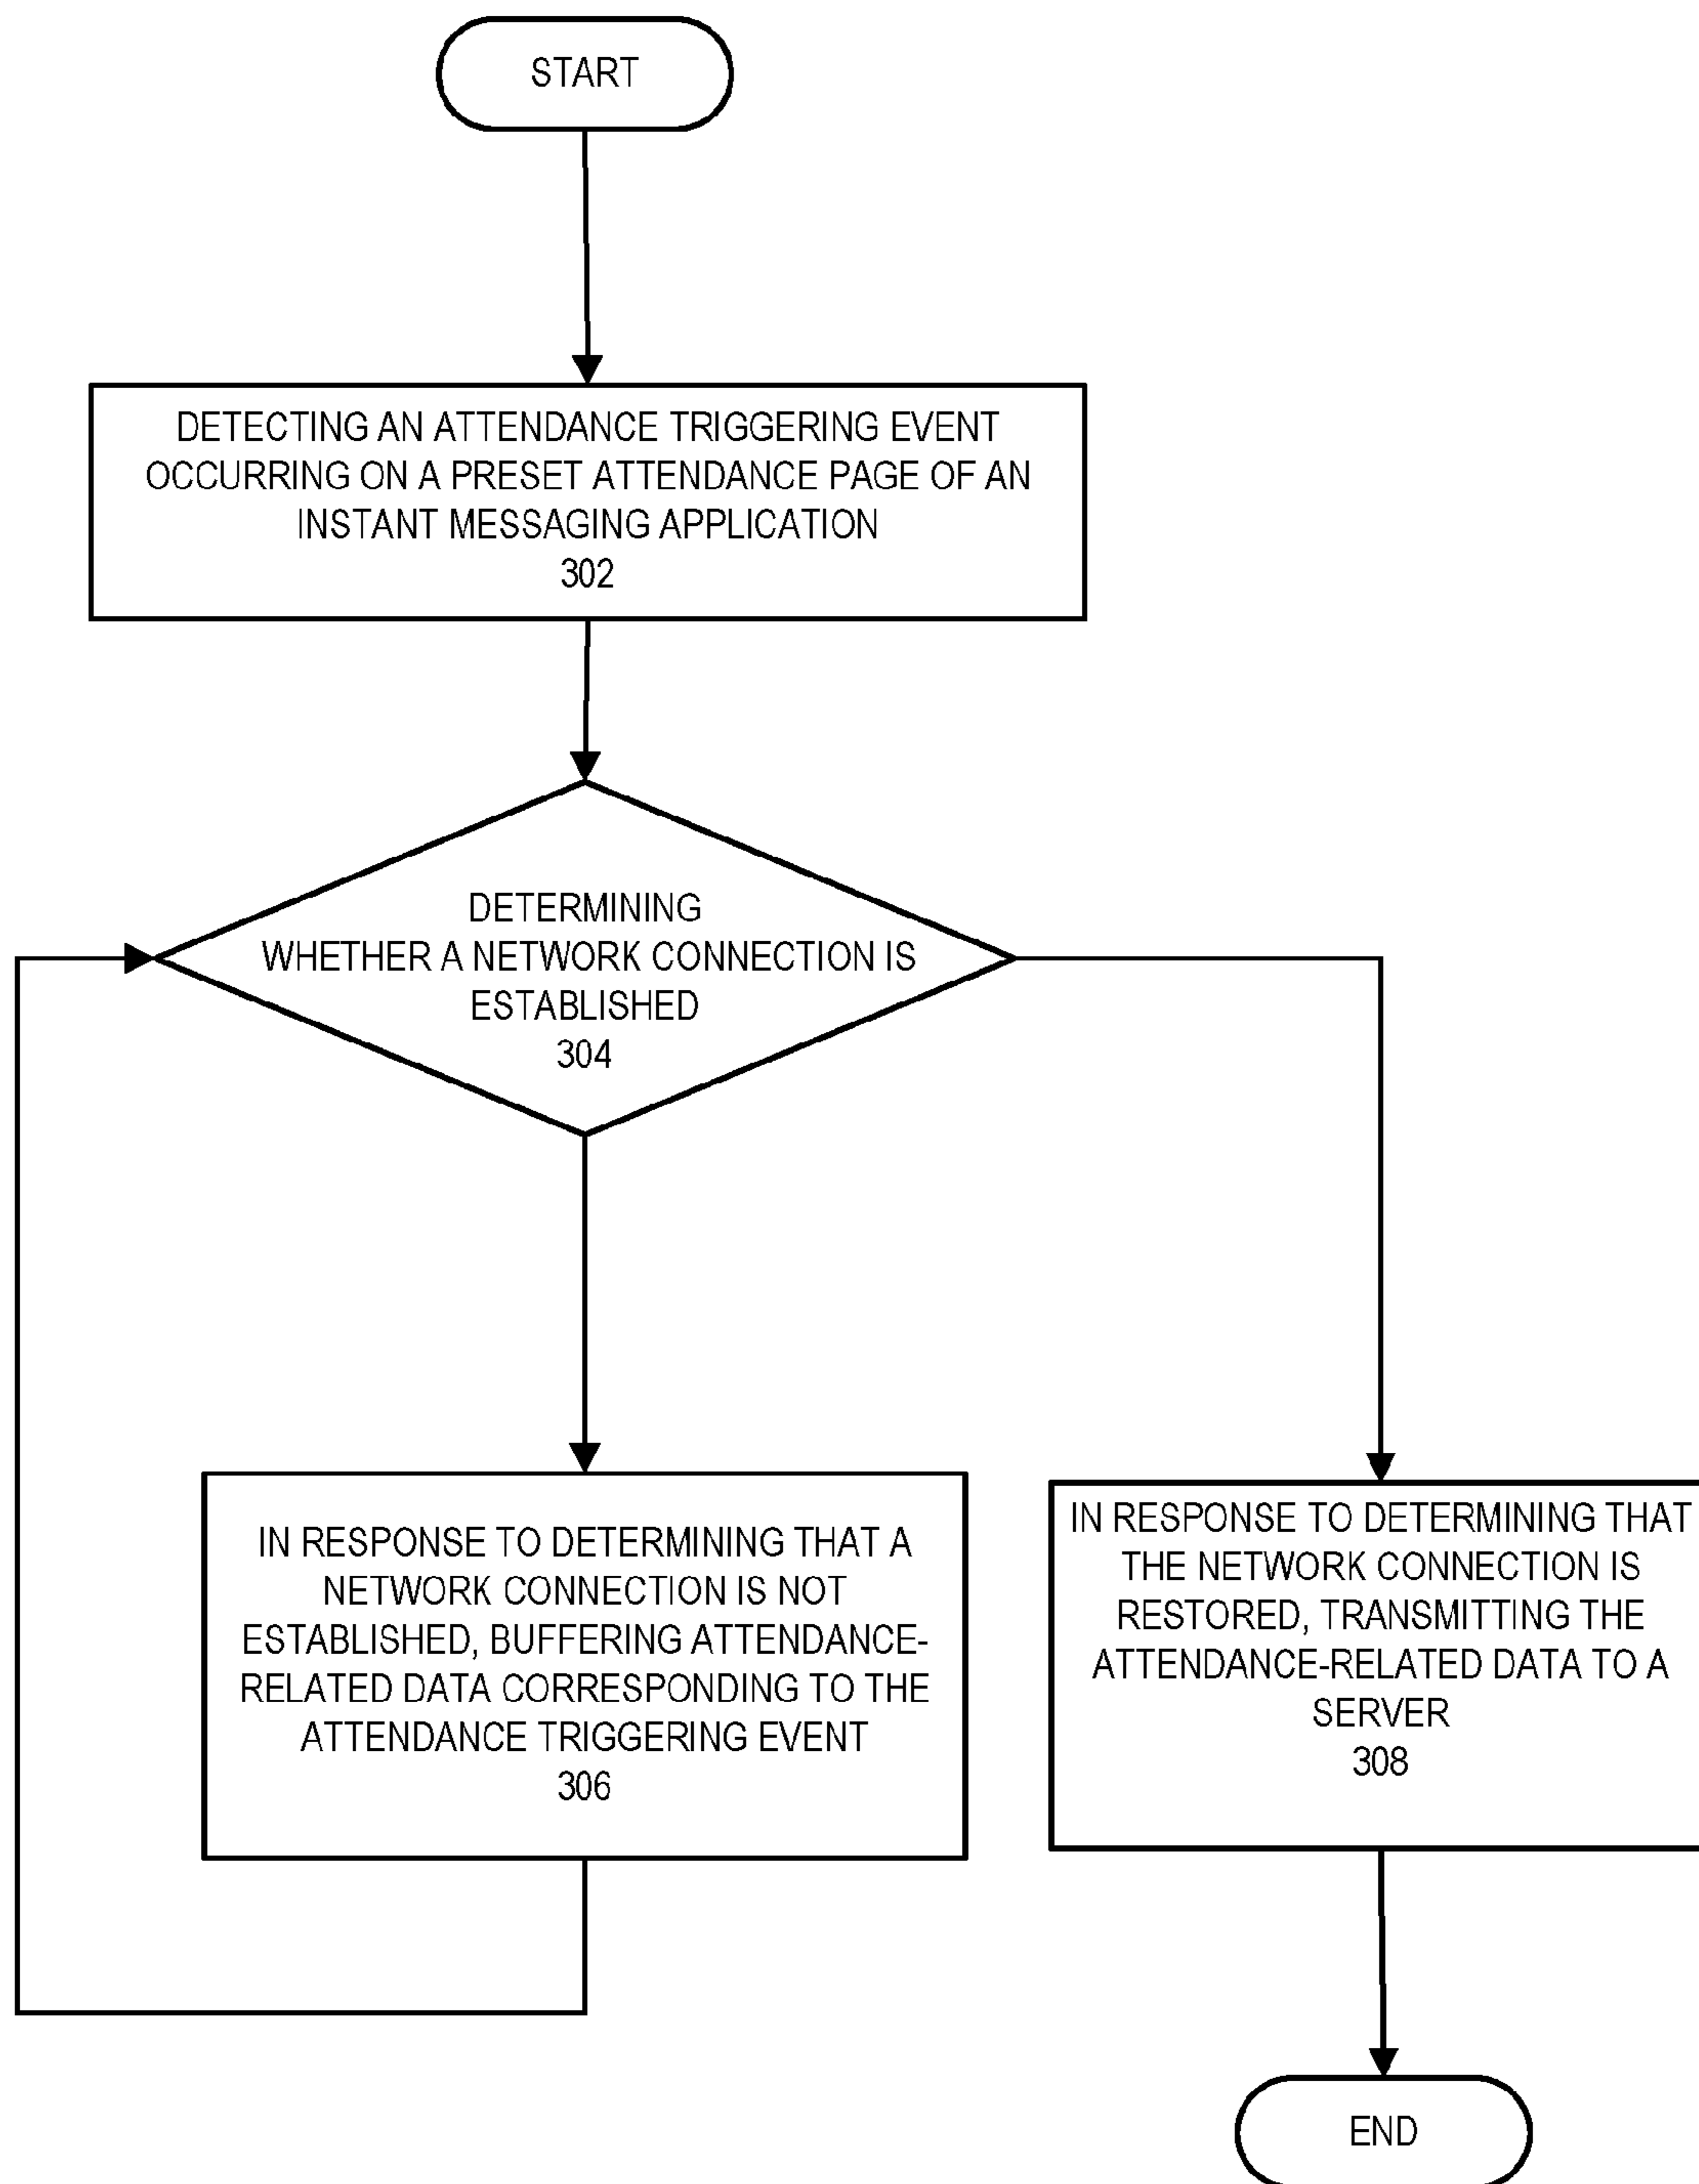 START
DETECTING AN ATTENDANCE TRIGGERING EVENT
OCCURRING ON A PRESET ATTENDANCE PAGE OF AN
INSTANT MESSAGING APPLICATION
302
DETERMINING
WHETHER A NETWORK CONNECTION IS
ESTABLISHED
304
IN RESPONSE TO DETERMINING THAT A
NETWORK CONNECTION IS NOT
ESTABLISHED, BUFFERING ATTENDANCE-
RELATED DATA CORRESPONDING TO THE
ATTENDANCE TRIGGERING EVENT
306
IN RESPONSE TO DETERMINING THAT
THE NETWORK CONNECTION IS
RESTORED, TRANSMITTING THE
ATTENDANCE-RELATED DATA TO A
SERVER
308
END